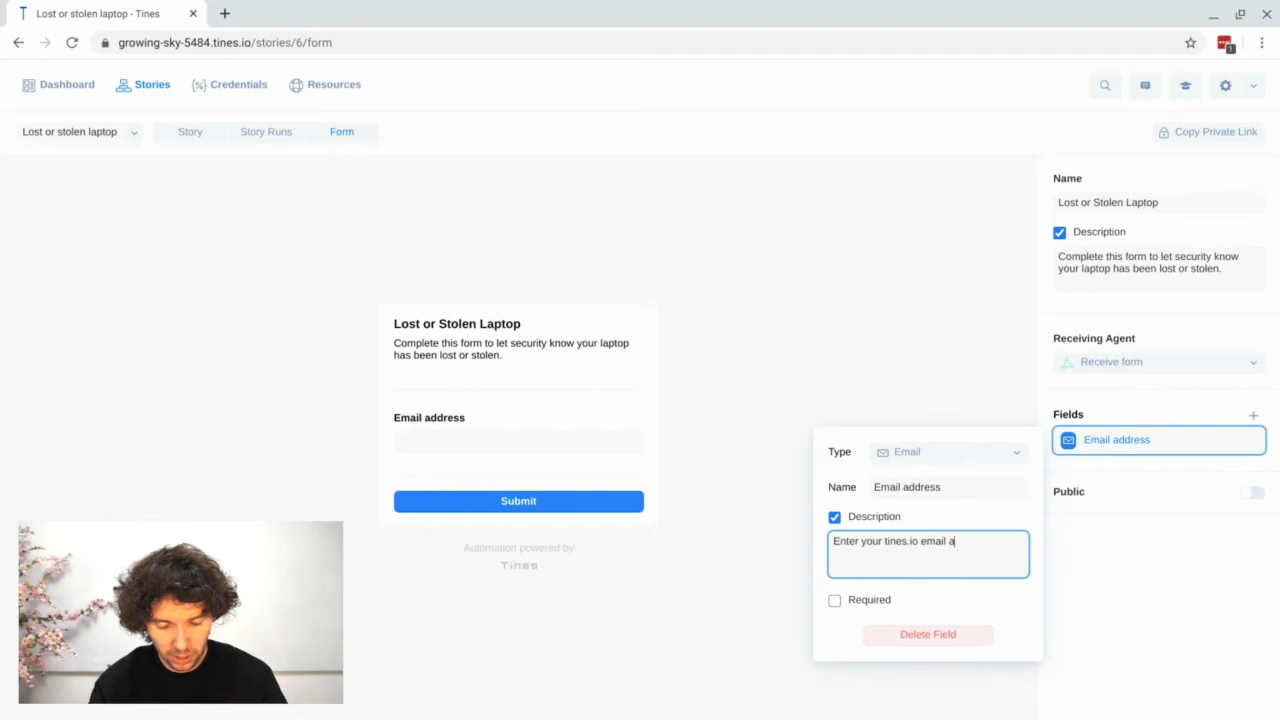 Lost or stolen laptop - Tines
growing-sky-5484.tines.io/stories/6/form
1
Dashboard
Stories
Credentials
Resources
Lost or stolen laptop
Story
Story Runs
Form
Copy Private Link
Name
Lost or Stolen Laptop
Description
Complete this form to let security know
your laptop has been lost or stolen.
Receiving Agent
Receive form
Fields
Email address
Public
Lost or Stolen Laptop
Complete this form to let security know your laptop
has been lost or stolen.
Email address
Submit
Automation powered by
Tines
Type
Email
Name
Email address
Description
Enter your tines.io email a
Required
Delete Field